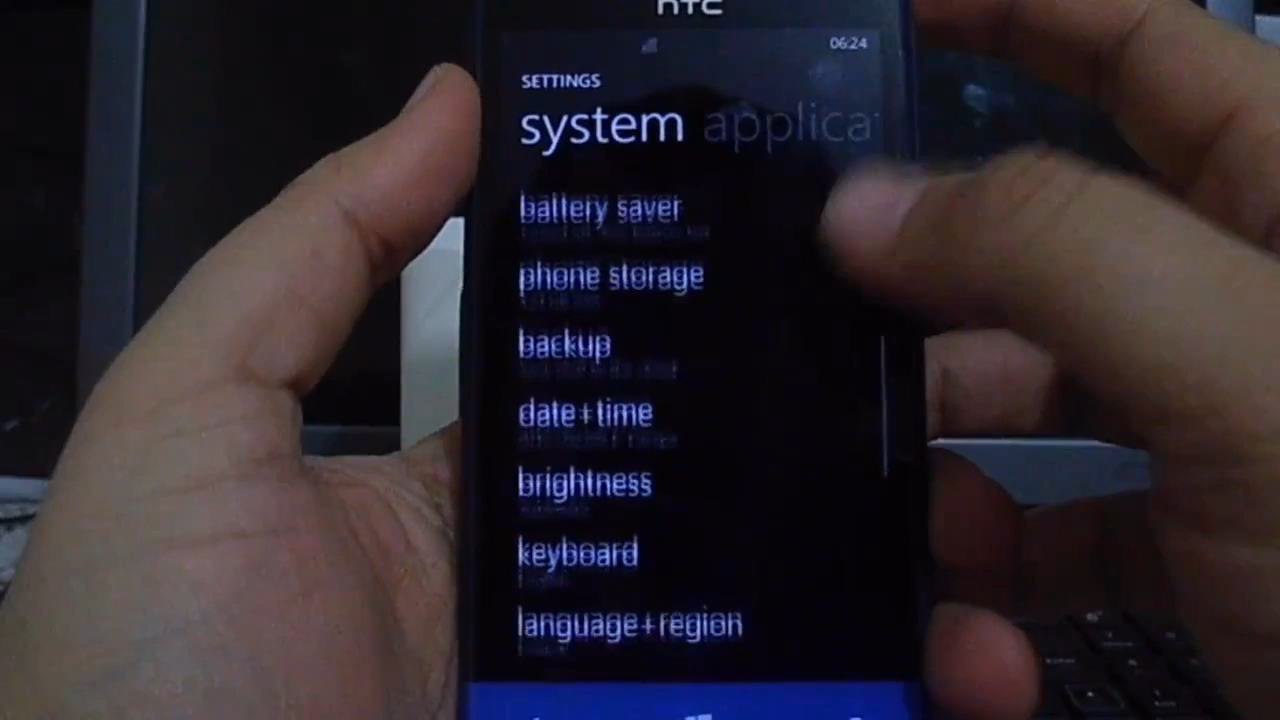 hTC
06:24
SETTINGS
system applica
battery saver
phone storage
backup
date+time
brightness
keyboard
language+region